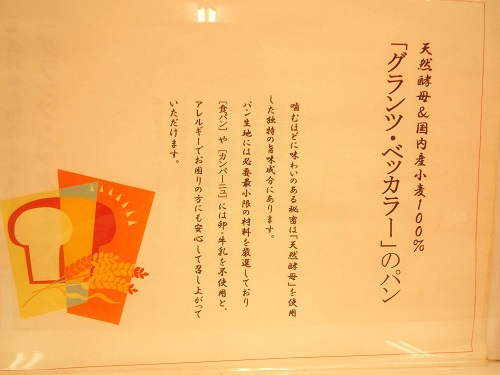 天然酵母&国内産小麦100%
「グランツ・ベッカラー」のパン
噛むほどに味わいのある秘密は『天然酵母』を使用
した独特の旨味成分にあります。
パン生地には必要最小限の材料を厳選しており
[食パン]や[カンパーニュ]には卵・牛乳を不使用と、
アレルギーでお困りの方にも安心して召し上がって
いただけます。